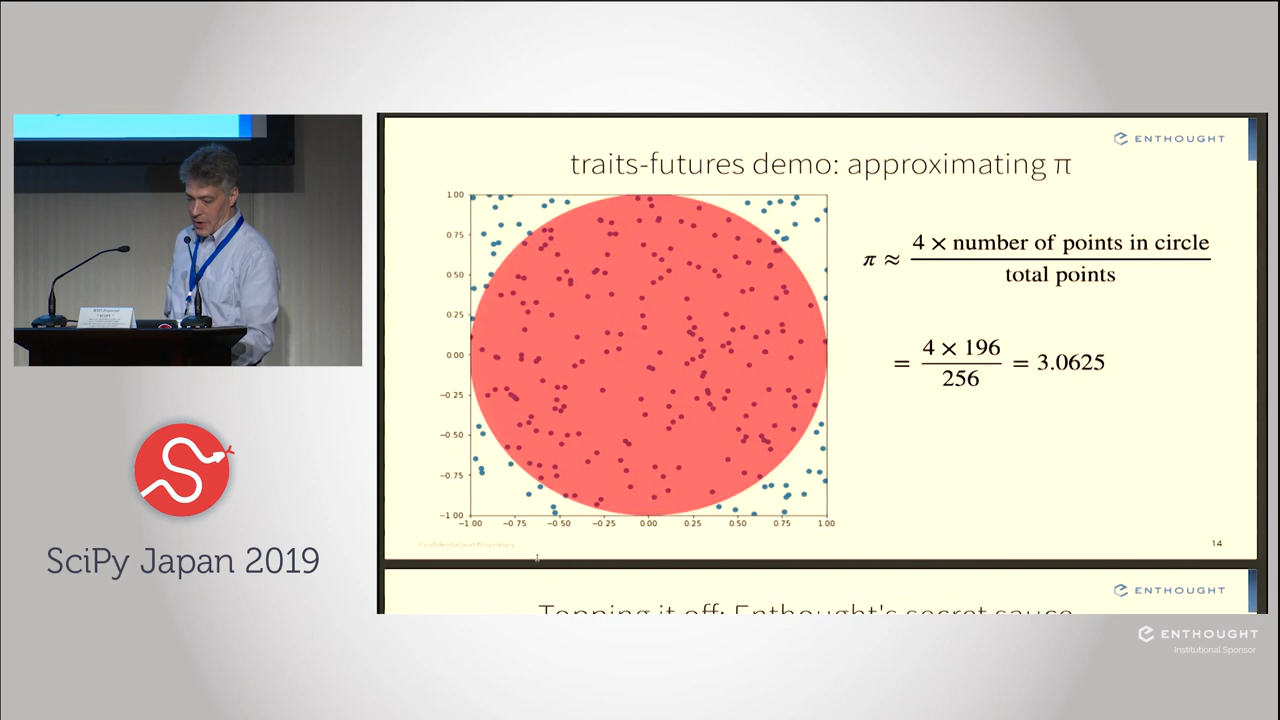 ENTHOUGHT
traits-futures demo: approximating π
1.00
0.75
0.50
0.25
0.00
−0.25
−0.50
−0.75
−1.00
−1.00 −0.75 −0.50 −0.25 0.00 0.25 0.50 0.75 1.00
π ≈ 4 × number of points in circle
total points
= 4 × 196 = 3.0625
256
Confidential and Proprietary
14
ENTHOUGHT
Topping it off: Enthought's secret sauce
SciPy Japan 2019
ENTHOUGHT
Institutional Sponsor